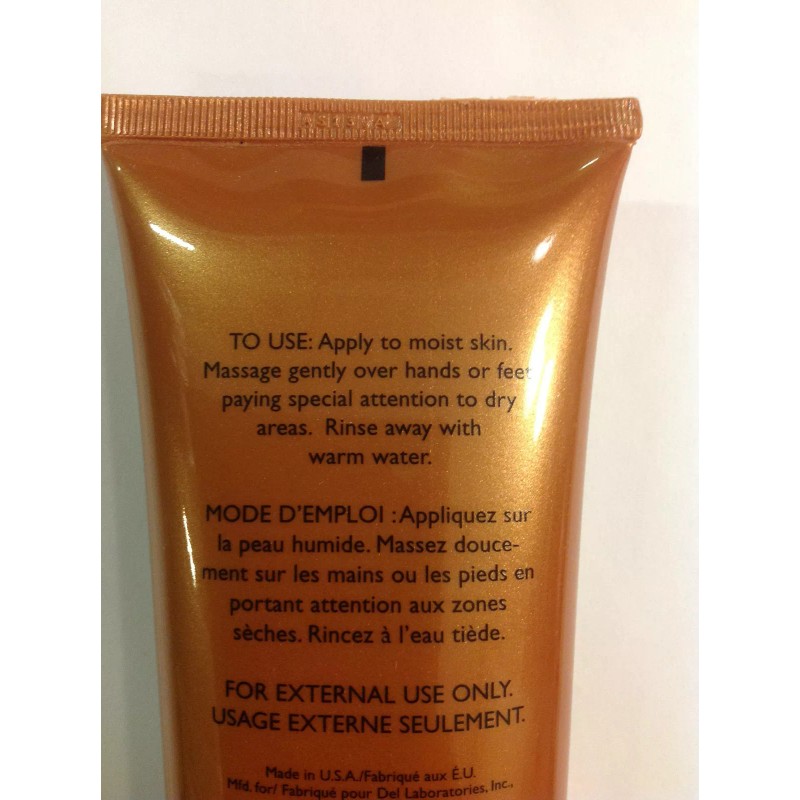 TO USE: Apply to moist skin.
Massage gently over hands or feet
paying special attention to dry
areas. Rinse away with
warm water.
MODE D'EMPLOI : Appliquez sur
la peau humide. Massez douce-
ment sur les mains ou les pieds en
portant attention aux zones
sèches. Rincez à l'eau tiède.
FOR EXTERNAL USE ONLY.
USAGE EXTERNE SEULEMENT.
Made in U.S.A./Fabriqué aux É.U.
Mfd. for/ Fabriqué pour Del Laboratories, Inc.,